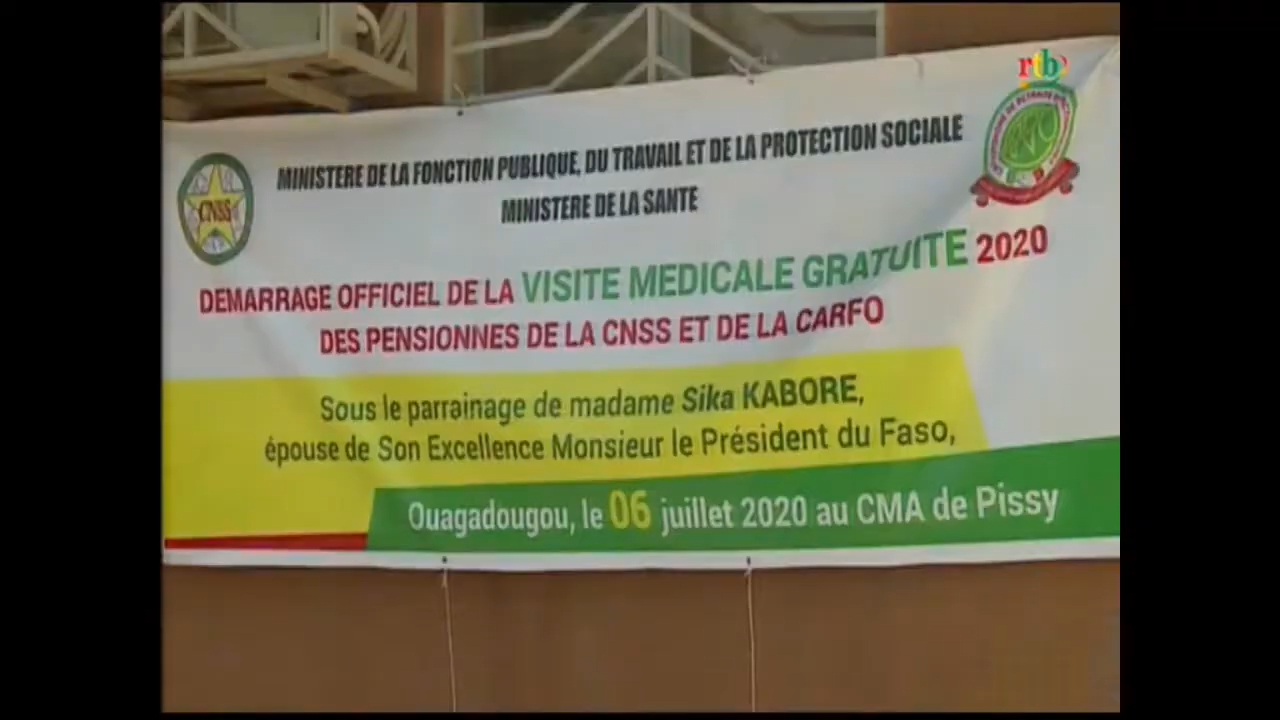 rtb
MINISTERE DE LA FONCTION PUBLIQUE, DU TRAVAIL ET DE LA PROTECTION SOCIALE
MINISTERE DE LA SANTE
CNSS
DEMARRAGE OFFICIEL DE LA VISITE MEDICALE GRATUITE 2020
DES PENSIONNES DE LA CNSS ET DE LA CARFO
Sous le parrainage de madame Sika KABORE,
épouse de Son Excellence Monsieur le Président du Faso,
Ouagadougou, le 06 juillet 2020 au CMA de Pissy